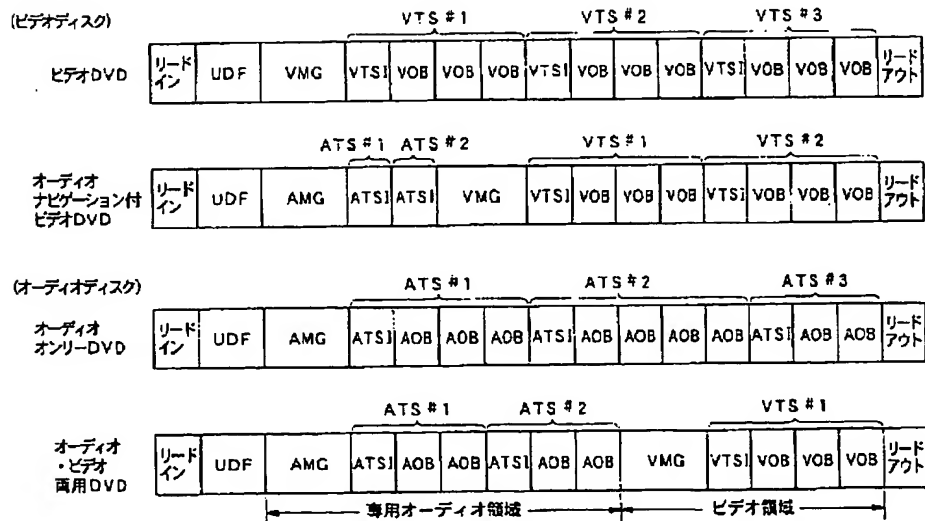 (ビデオディスク)
VTS #1 VTS #2 VTS #3
ビデオDVD
リードイン UDF VMG VTSI VOB VOB VOB VTSI VOB VOB VOB VTSI VOB VOB VOB リードアウト
ATS #1 ATS #2 VTS #1 VTS #2
オーディオ
ナビゲーション付
ビデオDVD
リードイン UDF AMG ATSI ATSI VMG VTSI VOB VOB VOB VTSI VOB VOB VOB リードアウト
(オーディオディスク)
ATS #1 ATS #2 ATS #3
オーディオ
オンリーDVD
リードイン UDF AMG ATSI AOB AOB AOB ATSI AOB AOB AOB AOB ATSI AOB AOB リードアウト
ATS #1 ATS #2 VTS #1
オーディオ
・ビデオ
両用DVD
リードイン UDF AMG ATSI AOB AOB ATSI AOB AOB VMG VTSI VOB VOB VOB リードアウト
専用オーディオ領域 ビデオ領域